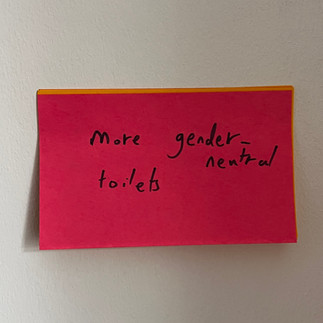 More gender-
neutral
toilets